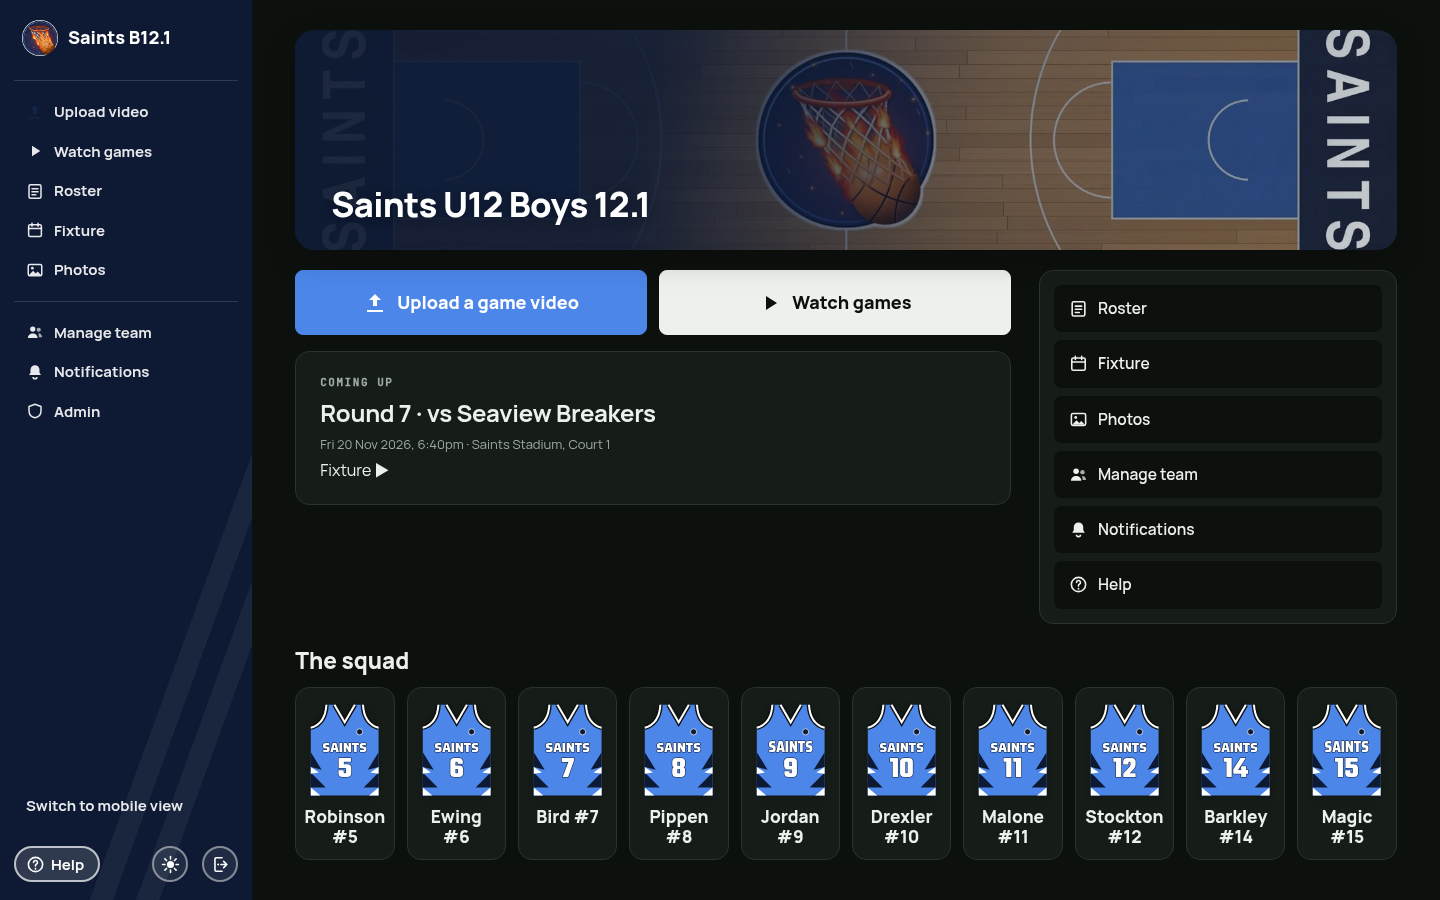 Saints B12.1
Upload video
Watch games
Roster
Fixture
Photos
Manage team
Notifications
Admin
Switch to mobile view
Help
SAINTS
Saints U12 Boys 12.1
SAINTS
Upload a game video
Watch games
COMING UP
Round 7 · vs Seaview Breakers
Fri 20 Nov 2026, 6:40pm · Saints Stadium, Court 1
Fixture ▶
Roster
Fixture
Photos
Manage team
Notifications
Help
The squad
SAINTS
5
Robinson
#5
SAINTS
6
Ewing
#6
SAINTS
7
Bird #7
SAINTS
8
Pippen
#8
SAINTS
9
Jordan
#9
SAINTS
10
Drexler
#10
SAINTS
11
Malone
#11
SAINTS
12
Stockton
#12
SAINTS
14
Barkley
#14
SAINTS
15
Magic
#15